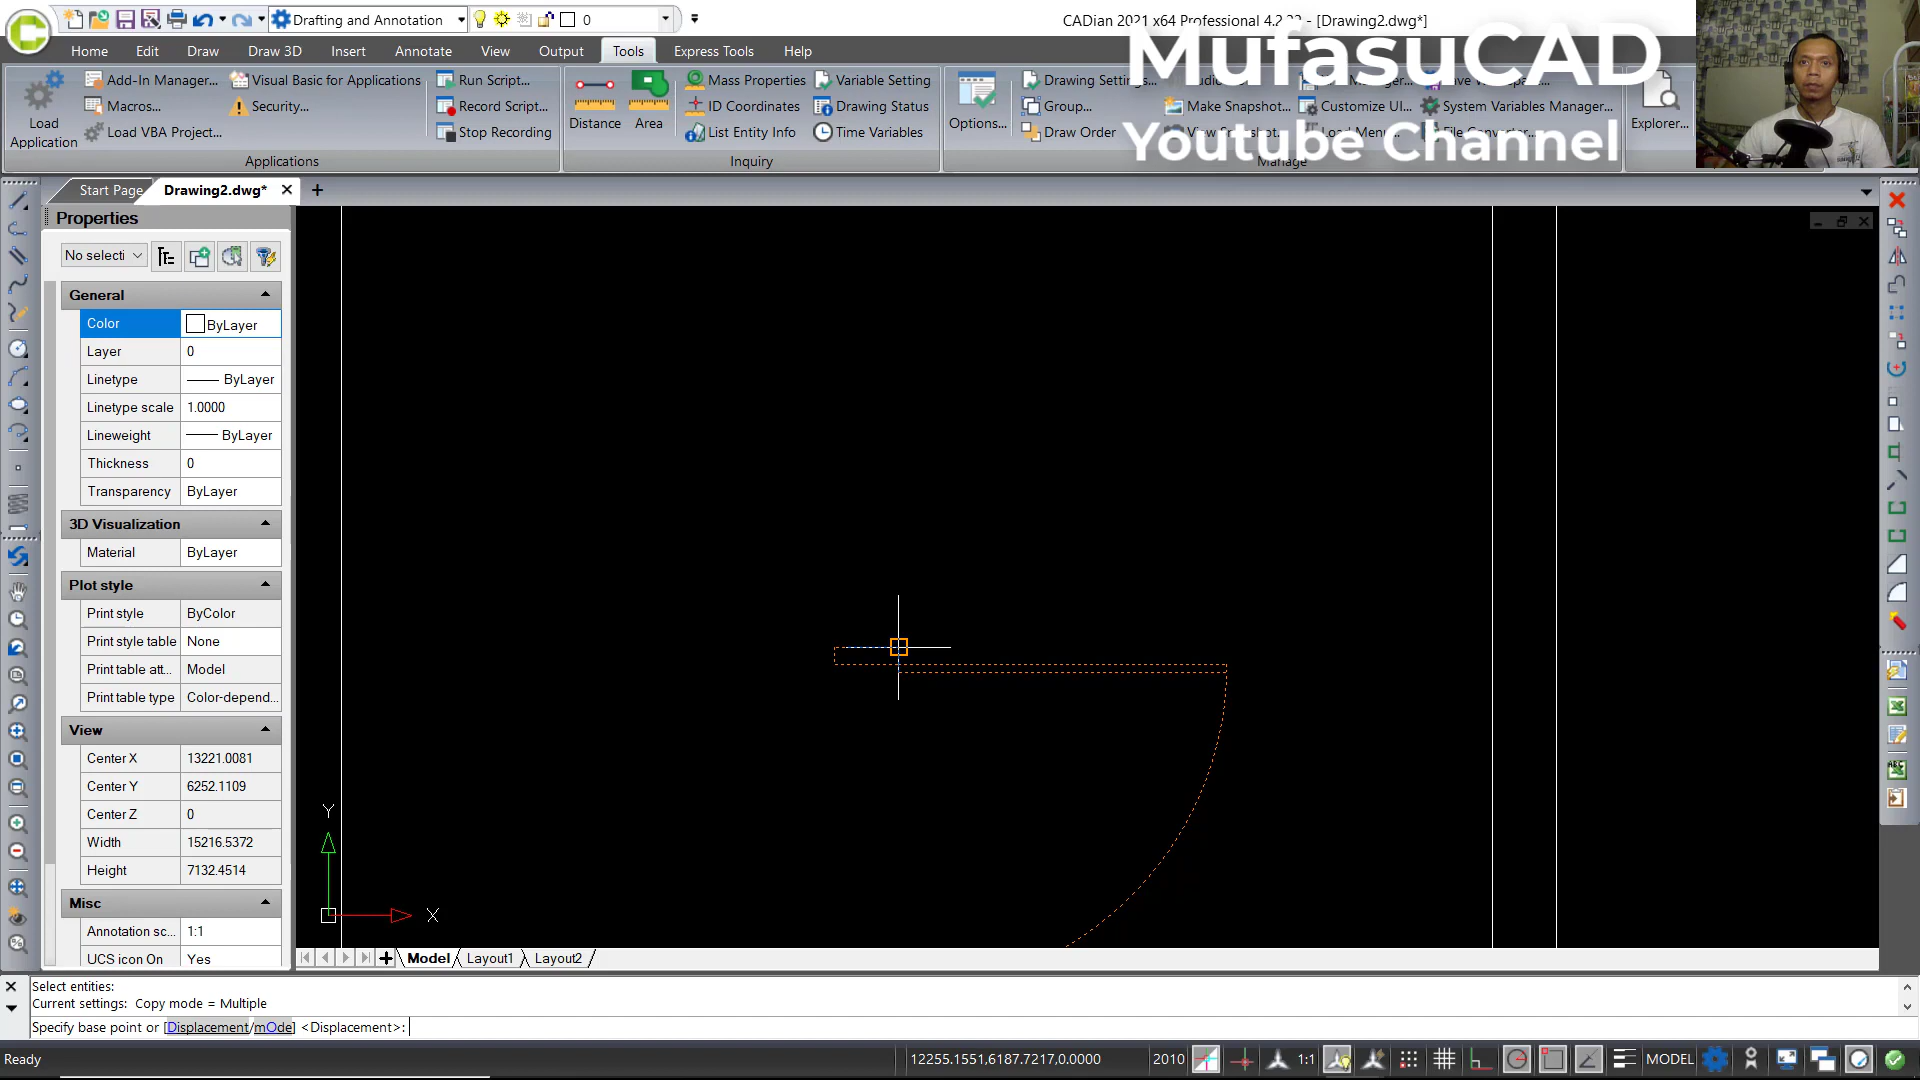 Drafting and Annotation
0
CADian 2021 x64 Professional 4.2.22 - [Drawing2.dwg*]
MufasuCAD
Youtube Channel
Home
Edit
Draw
Draw 3D
Insert
Annotate
View
Output
Tools
Express Tools
Help
Load
Application
Add-In Manager...
Macros...
Load VBA Project...
Visual Basic for Applications
Security...
Run Script...
Record Script...
Stop Recording
Applications
Distance
Area
Mass Properties
ID Coordinates
List Entity Info
Variable Setting
Drawing Status
Time Variables
Inquiry
Options...
Drawing Settings...
Group...
Draw Order
Make Snapshot...
View Snapshot...
Customize UI...
Load Menu...
System Variables Manager...
File Converter...
Manage
Explorer...
Start Page
Drawing2.dwg*
Properties
No selecti
General
Color ByLayer
Layer 0
Linetype ByLayer
Linetype scale 1.0000
Lineweight ByLayer
Thickness 0
Transparency ByLayer
3D Visualization
Material ByLayer
Plot style
Print style ByColor
Print style table None
Print table att... Model
Print table type Color-depend...
View
Center X 13221.0081
Center Y 6252.1109
Center Z 0
Width 15216.5372
Height 7132.4514
Misc
Annotation sc... 1:1
UCS icon On Yes
Y
X
Model
Layout1
Layout2
Select entities:
Current settings: Copy mode = Multiple
Specify base point or [Displacement/mOde] <Displacement>:
Ready
12255.1551,6187.7217,0.0000
2010
1:1
MODEL